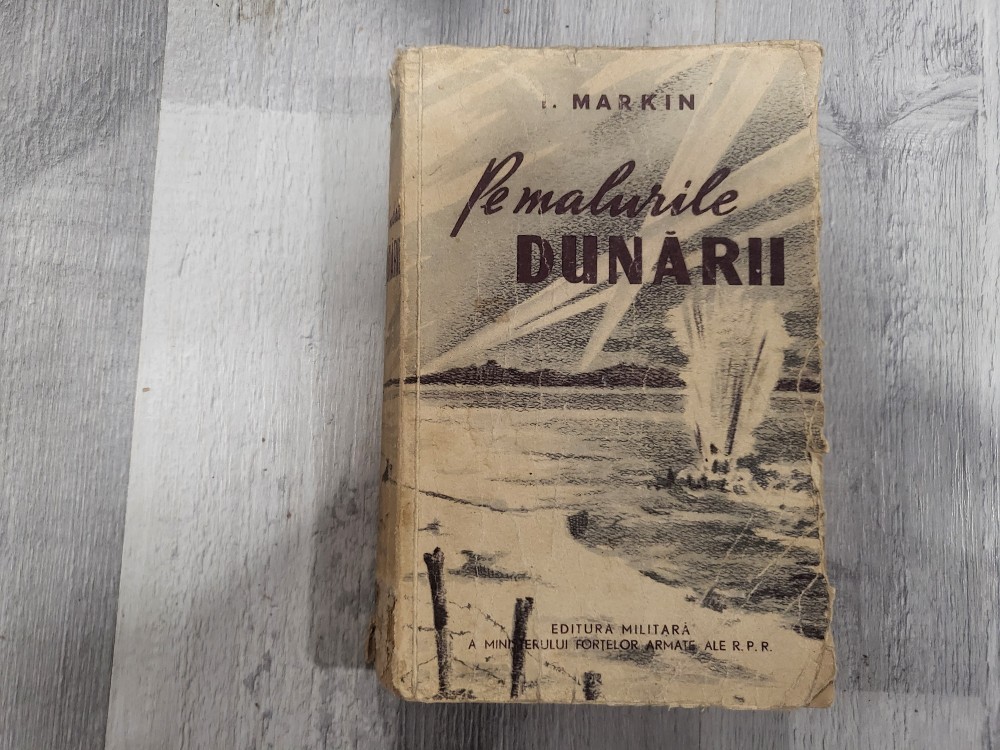 I. MARKIN
Pe malurile
DUNĂRII
EDITURA MILITARĂ
A MINISTERULUI FORȚELOR ARMATE ALE R.P.R.